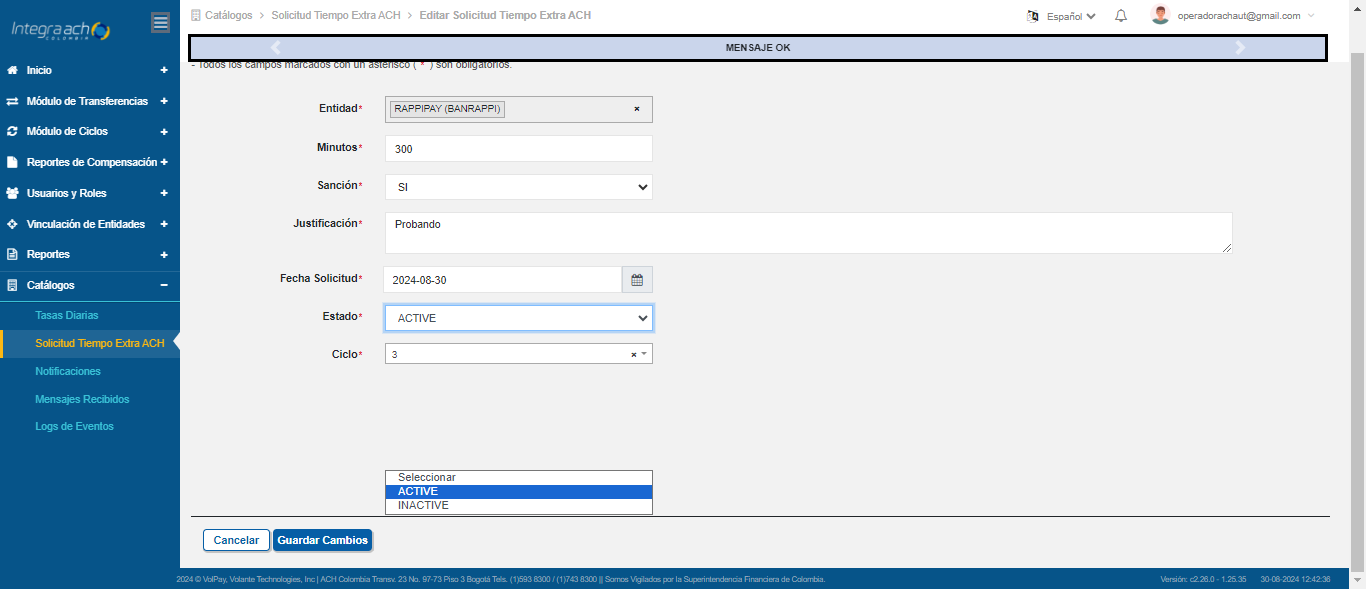 Integra ach
COLOMBIA
Catálogos > Solicitud Tiempo Extra ACH > Editar Solicitud Tiempo Extra ACH
Español
operadorachaut@gmail.com
MENSAJE OK
- Todos los campos marcados con un asterisco ( * ) son obligatorios.
Inicio +
Módulo de Transferencias +
Módulo de Ciclos +
Reportes de Compensación +
Usuarios y Roles +
Vinculación de Entidades +
Reportes +
Catálogos −
Tasas Diarias
Solicitud Tiempo Extra ACH
Notificaciones
Mensajes Recibidos
Logs de Eventos
Entidad* RAPPIPAY (BANRAPPI) ×
Minutos* 300
Sanción* SI
Justificación* Probando
Fecha Solicitud* 2024-08-30
Estado* ACTIVE
Ciclo* 3 ×
Seleccionar
ACTIVE
INACTIVE
Cancelar Guardar Cambios
2024 © VolPay, Volante Technologies, Inc | ACH Colombia Transv. 23 No. 97-73 Piso 3 Bogotá Tels. (1)593 8300 / (1)743 8300 || Somos Vigilados por la Superintendencia Financiera de Colombia.
Versión: c2.26.0 - 1.25.35 30-08-2024 12:42:36